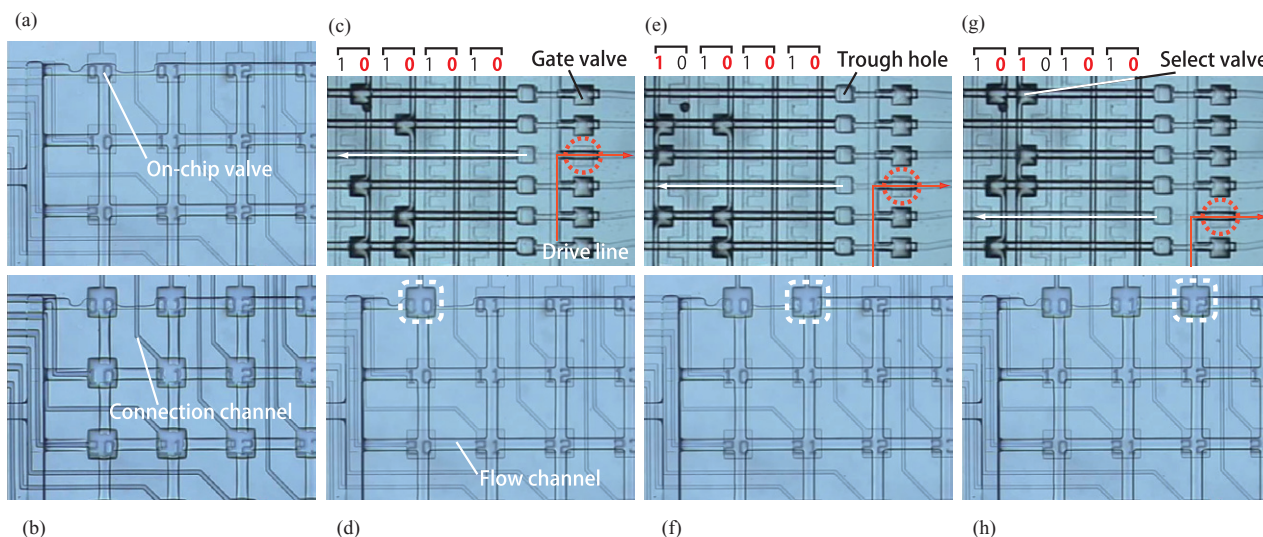 (a)
(c)
(e)
(g)
1 0 1 0 1 0 1 0
Gate valve
1 0 1 0 1 0 1 0
Trough hole
1 0 1 0 1 0 1 0
Select valve
On-chip valve
Drive line
Connection channel
Flow channel
(b)
(d)
(f)
(h)